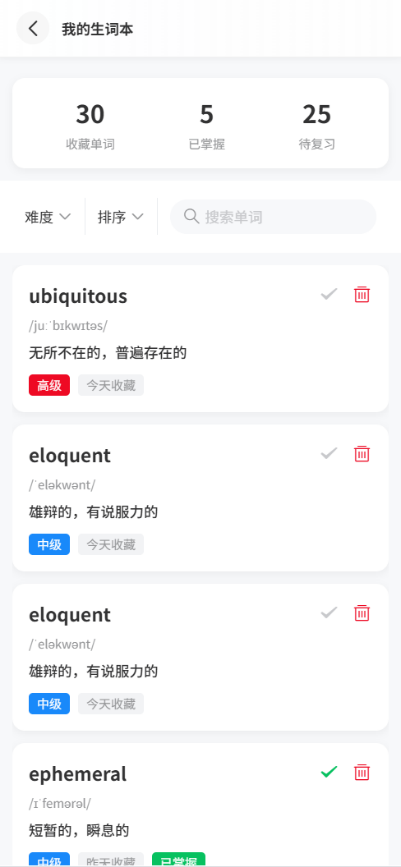 我的生词本
30 5 25
收藏单词 已掌握 待复习
难度 排序 搜索单词
ubiquitous
/juːˈbɪkwɪtəs/
无所不在的，普遍存在的
高级 今天收藏
eloquent
/ˈeləkwənt/
雄辩的，有说服力的
中级 今天收藏
eloquent
/ˈeləkwənt/
雄辩的，有说服力的
中级 今天收藏
ephemeral
/ɪˈfemərəl/
短暂的，瞬息的
中级 昨天收藏 已掌握